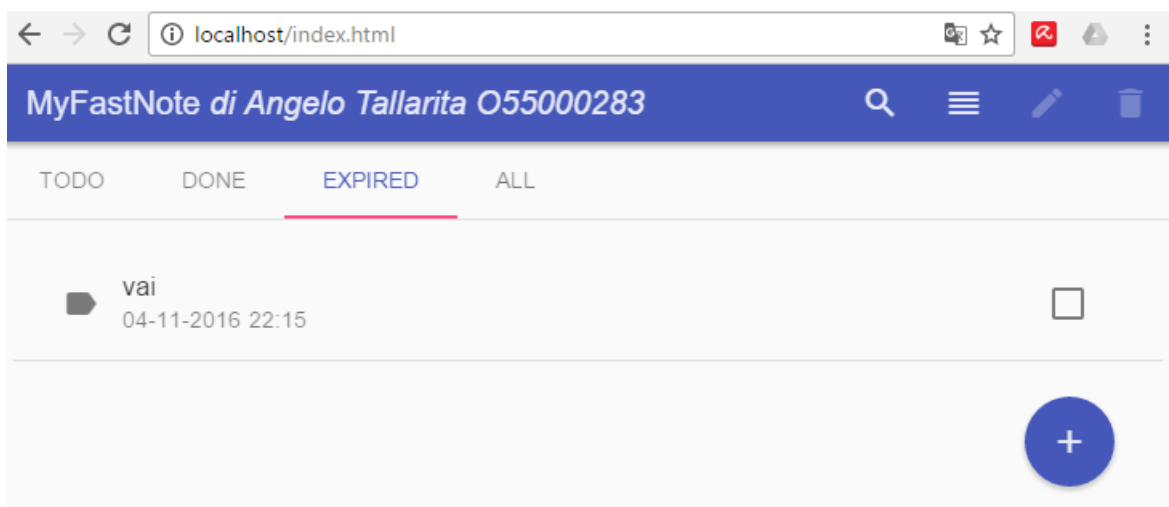 localhost/index.html
MyFastNote di Angelo Tallarita O55000283
TODO DONE EXPIRED ALL
vai
04-11-2016 22:15